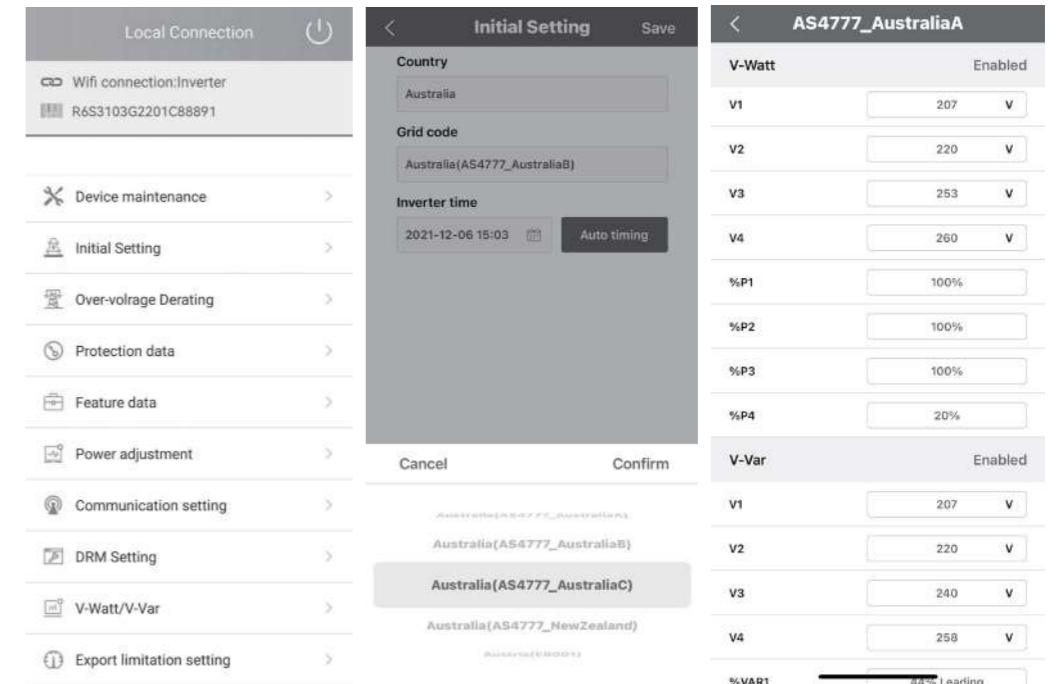 Local Connection
Wifi connection:Inverter
R6S3103G2201C88891
Device maintenance
Initial Setting
Over-volrage Derating
Protection data
Feature data
Power adjustment
Communication setting
DRM Setting
V-Watt/V-Var
Export limitation setting
Initial Setting Save
Country
Australia
Grid code
Australia(AS4777_AustraliaB)
Inverter time
2021-12-06 15:03 Auto timing
Cancel Confirm
Australia(AS4777_AustraliaA)
Australia(AS4777_AustraliaB)
Australia(AS4777_AustraliaC)
Australia(AS4777_NewZealand)
AS4777_AustraliaA
V-Watt Enabled
V1 207 V
V2 220 V
V3 253 V
V4 260 V
%P1 100%
%P2 100%
%P3 100%
%P4 20%
V-Var Enabled
V1 207 V
V2 220 V
V3 240 V
V4 258 V
%VAR1 44% Leading